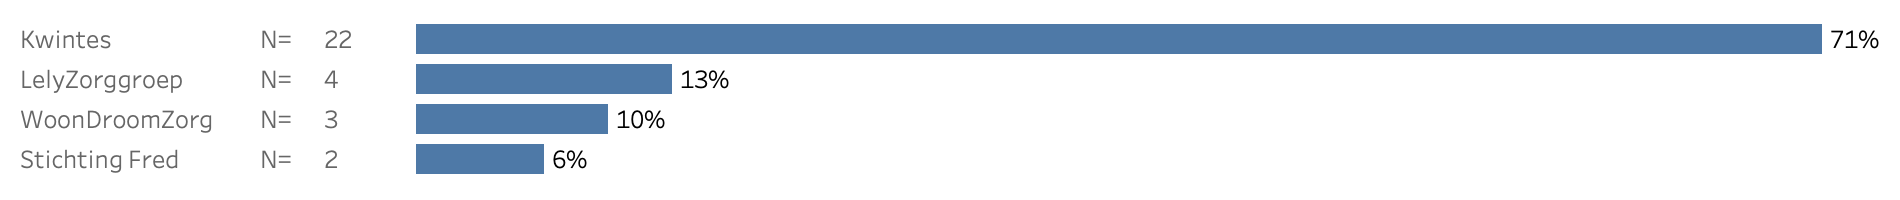 Kwintes N= 22 71%
LelyZorggroep N= 4 13%
WoonDroomZorg N= 3 10%
Stichting Fred N= 2 6%